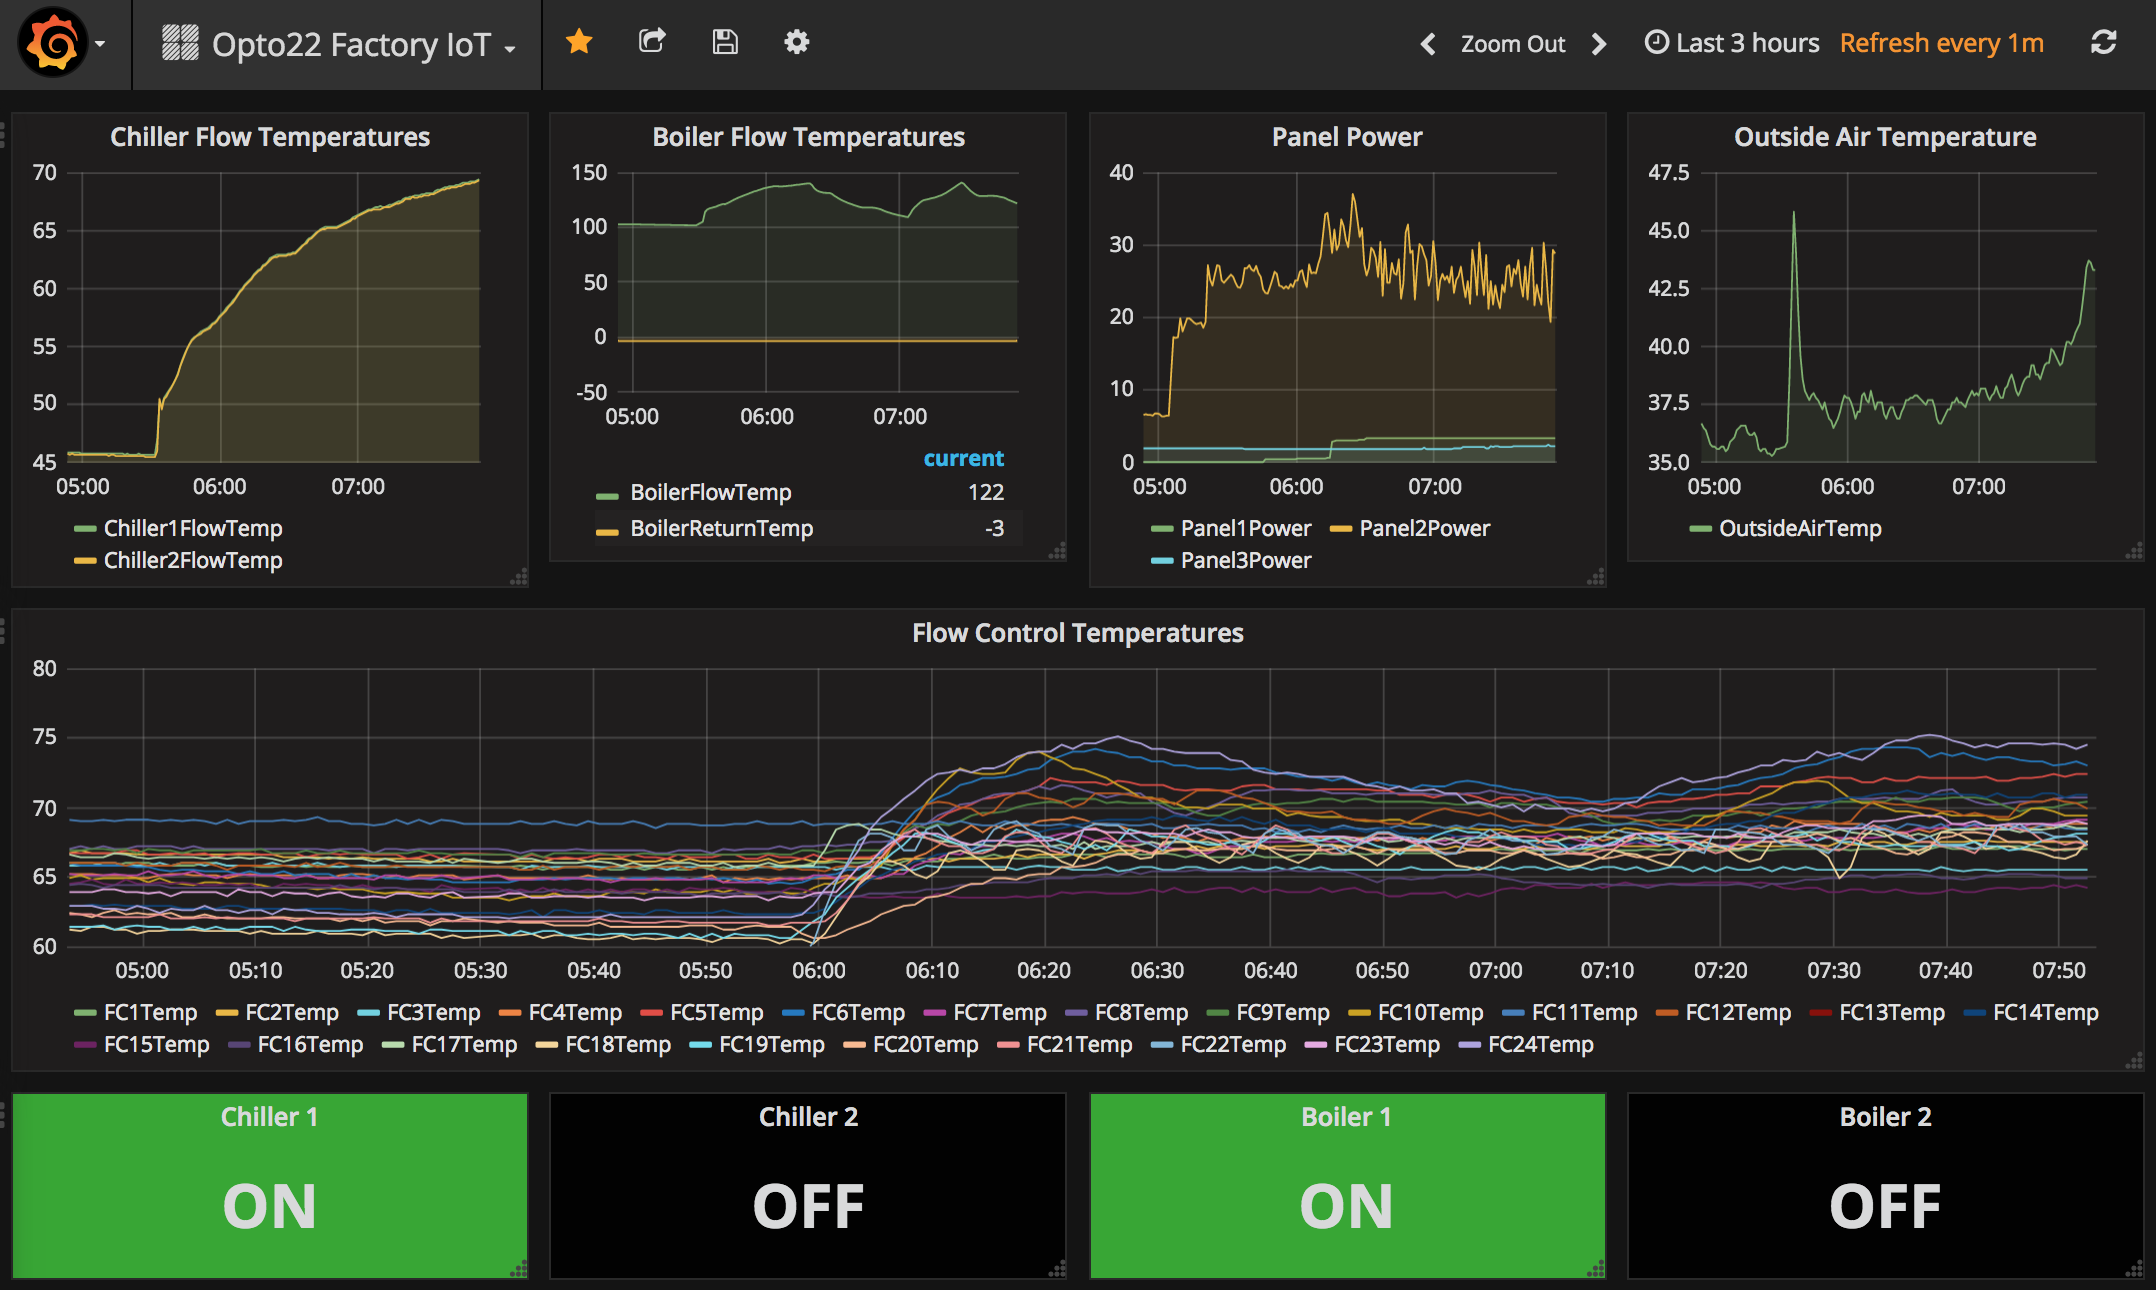 Opto22 Factory IoT
Zoom Out
Last 3 hours Refresh every 1m
Chiller Flow Temperatures
70
65
60
55
50
45
05:00 06:00 07:00
Chiller1FlowTemp
Chiller2FlowTemp
Boiler Flow Temperatures
150
100
50
0
-50
05:00 06:00 07:00
current
BoilerFlowTemp 122
BoilerReturnTemp -3
Panel Power
40
30
20
10
0
05:00 06:00 07:00
Panel1Power Panel2Power
Panel3Power
Outside Air Temperature
47.5
45.0
42.5
40.0
37.5
35.0
05:00 06:00 07:00
OutsideAirTemp
Flow Control Temperatures
80
75
70
65
60
05:00 05:10 05:20 05:30 05:40 05:50 06:00 06:10 06:20 06:30 06:40 06:50 07:00 07:10 07:20 07:30 07:40 07:50
FC1Temp FC2Temp FC3Temp FC4Temp FC5Temp FC6Temp FC7Temp FC8Temp FC9Temp FC10Temp FC11Temp FC12Temp FC13Temp FC14Temp
FC15Temp FC16Temp FC17Temp FC18Temp FC19Temp FC20Temp FC21Temp FC22Temp FC23Temp FC24Temp
Chiller 1
ON
Chiller 2
OFF
Boiler 1
ON
Boiler 2
OFF